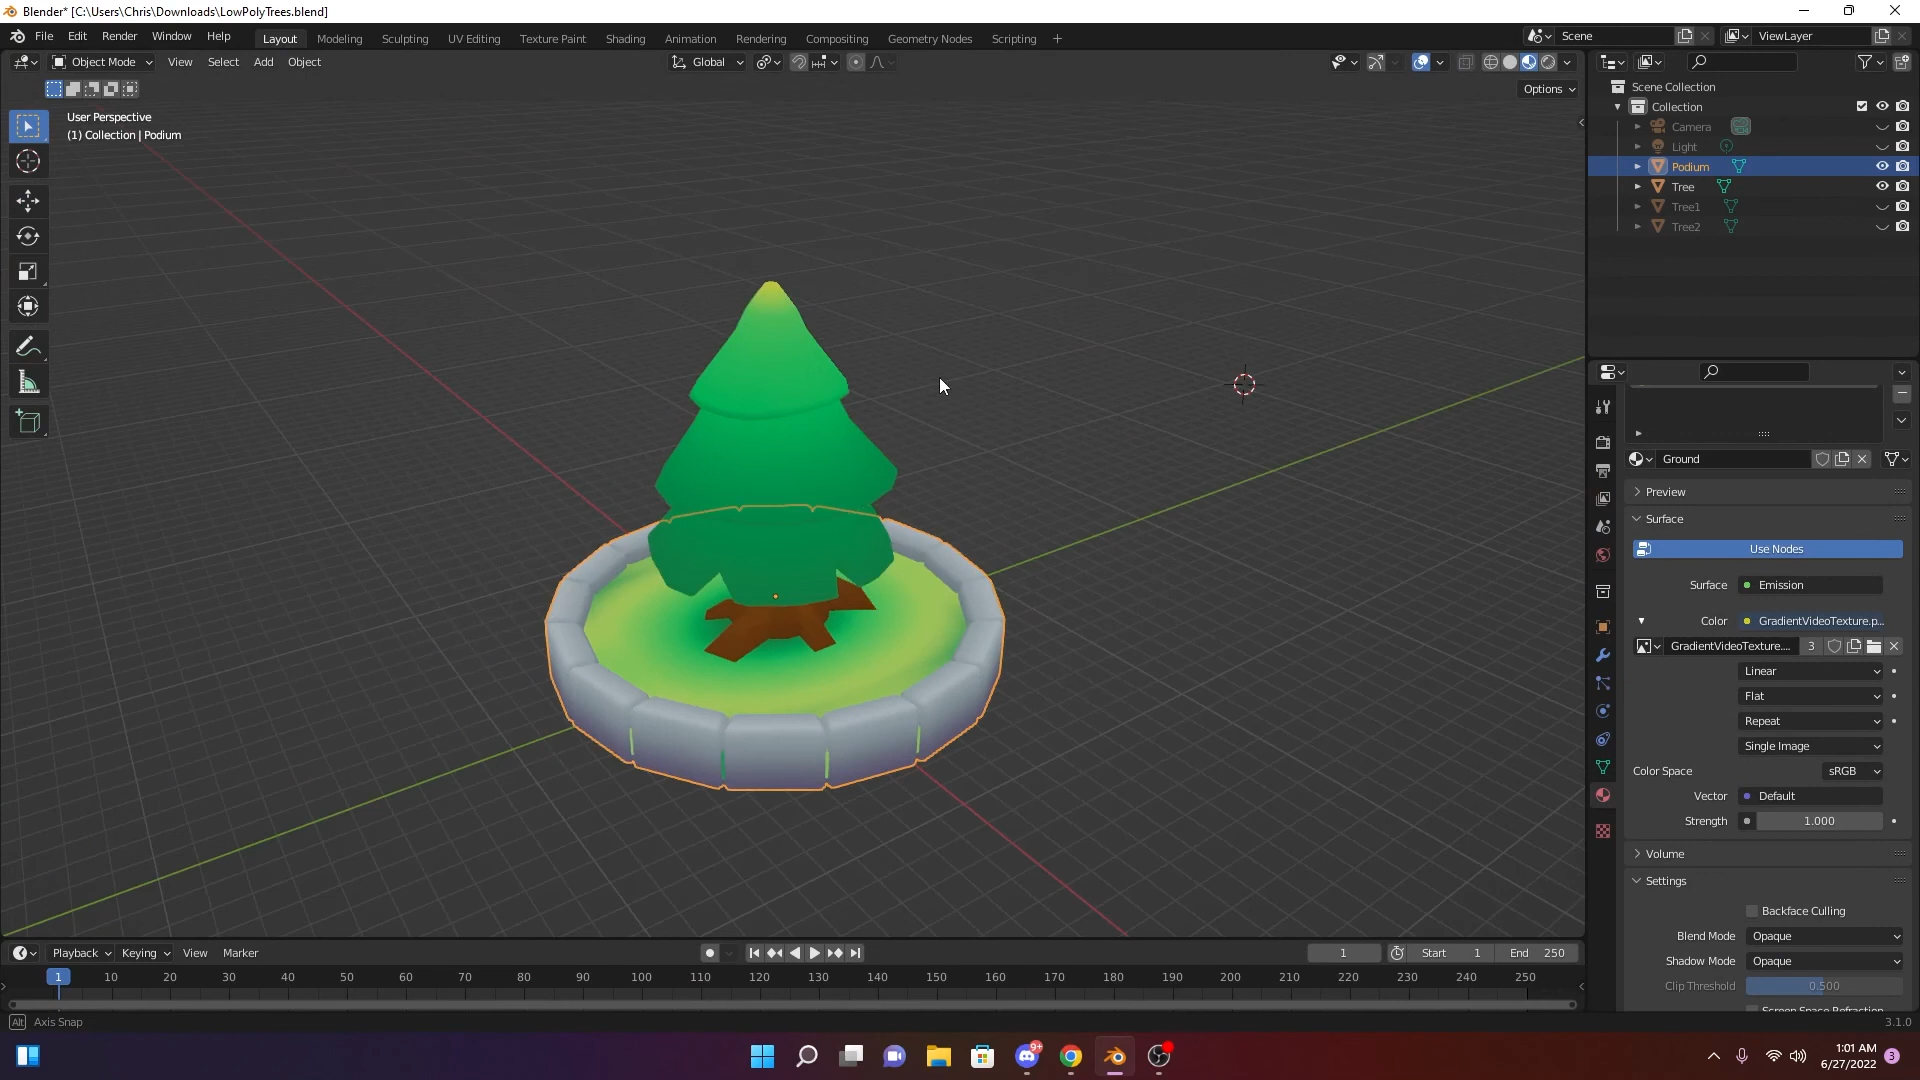 Blender* [C:\Users\Chris\Downloads\LowPolyTrees.blend]
File Edit Render Window Help Layout Modeling Sculpting UV Editing Texture Paint Shading Animation Rendering Compositing Geometry Nodes Scripting + Scene ViewLayer
Object Mode View Select Add Object Global
Options
User Perspective
(1) Collection | Podium
Scene Collection
Collection
Camera
Light
Podium
Tree
Tree1
Tree2
Ground
Preview
Surface
Use Nodes
Surface Emission
Color GradientVideoTexture.p...
GradientVideoTexture.... 3
Linear
Flat
Repeat
Single Image
Color Space sRGB
Vector Default
Strength 1.000
Volume
Settings
Backface Culling
Blend Mode Opaque
Shadow Mode Opaque
Clip Threshold 0.500
Screen Space Refraction
Playback Keying View Marker 1 Start 1 End 250
1 10 20 30 40 50 60 70 80 90 100 110 120 130 140 150 160 170 180 190 200 210 220 230 240 250
Alt Axis Snap 3.1.0
9+
1:01 AM
6/27/2022 3